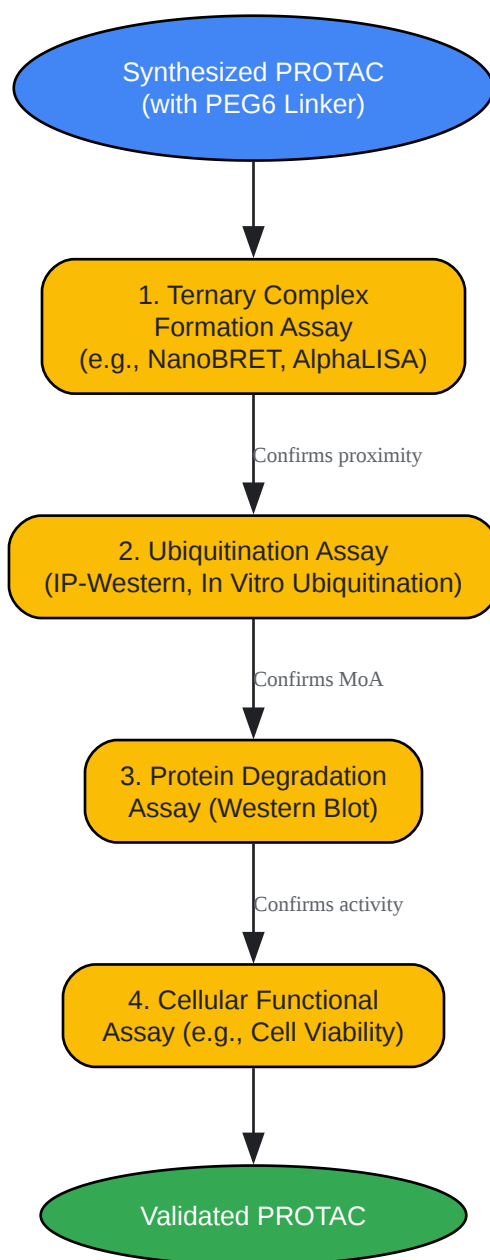 Synthesized PROTAC
(with PEG6 Linker)
1. Ternary Complex
Formation Assay
(e.g., NanoBRET, AlphaLISA)
Confirms proximity
2. Ubiquitination Assay
(IP-Western, In Vitro Ubiquitination)
Confirms MoA
3. Protein Degradation
Assay (Western Blot)
Confirms activity
4. Cellular Functional
Assay (e.g., Cell Viability)
Validated PROTAC